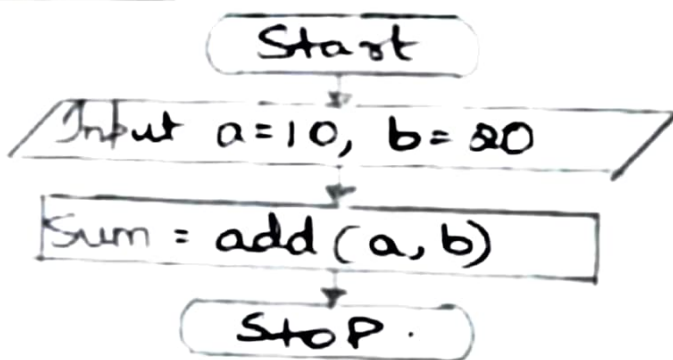 Start
Input a=10, b=20
Sum = add(a,b)
Stop.